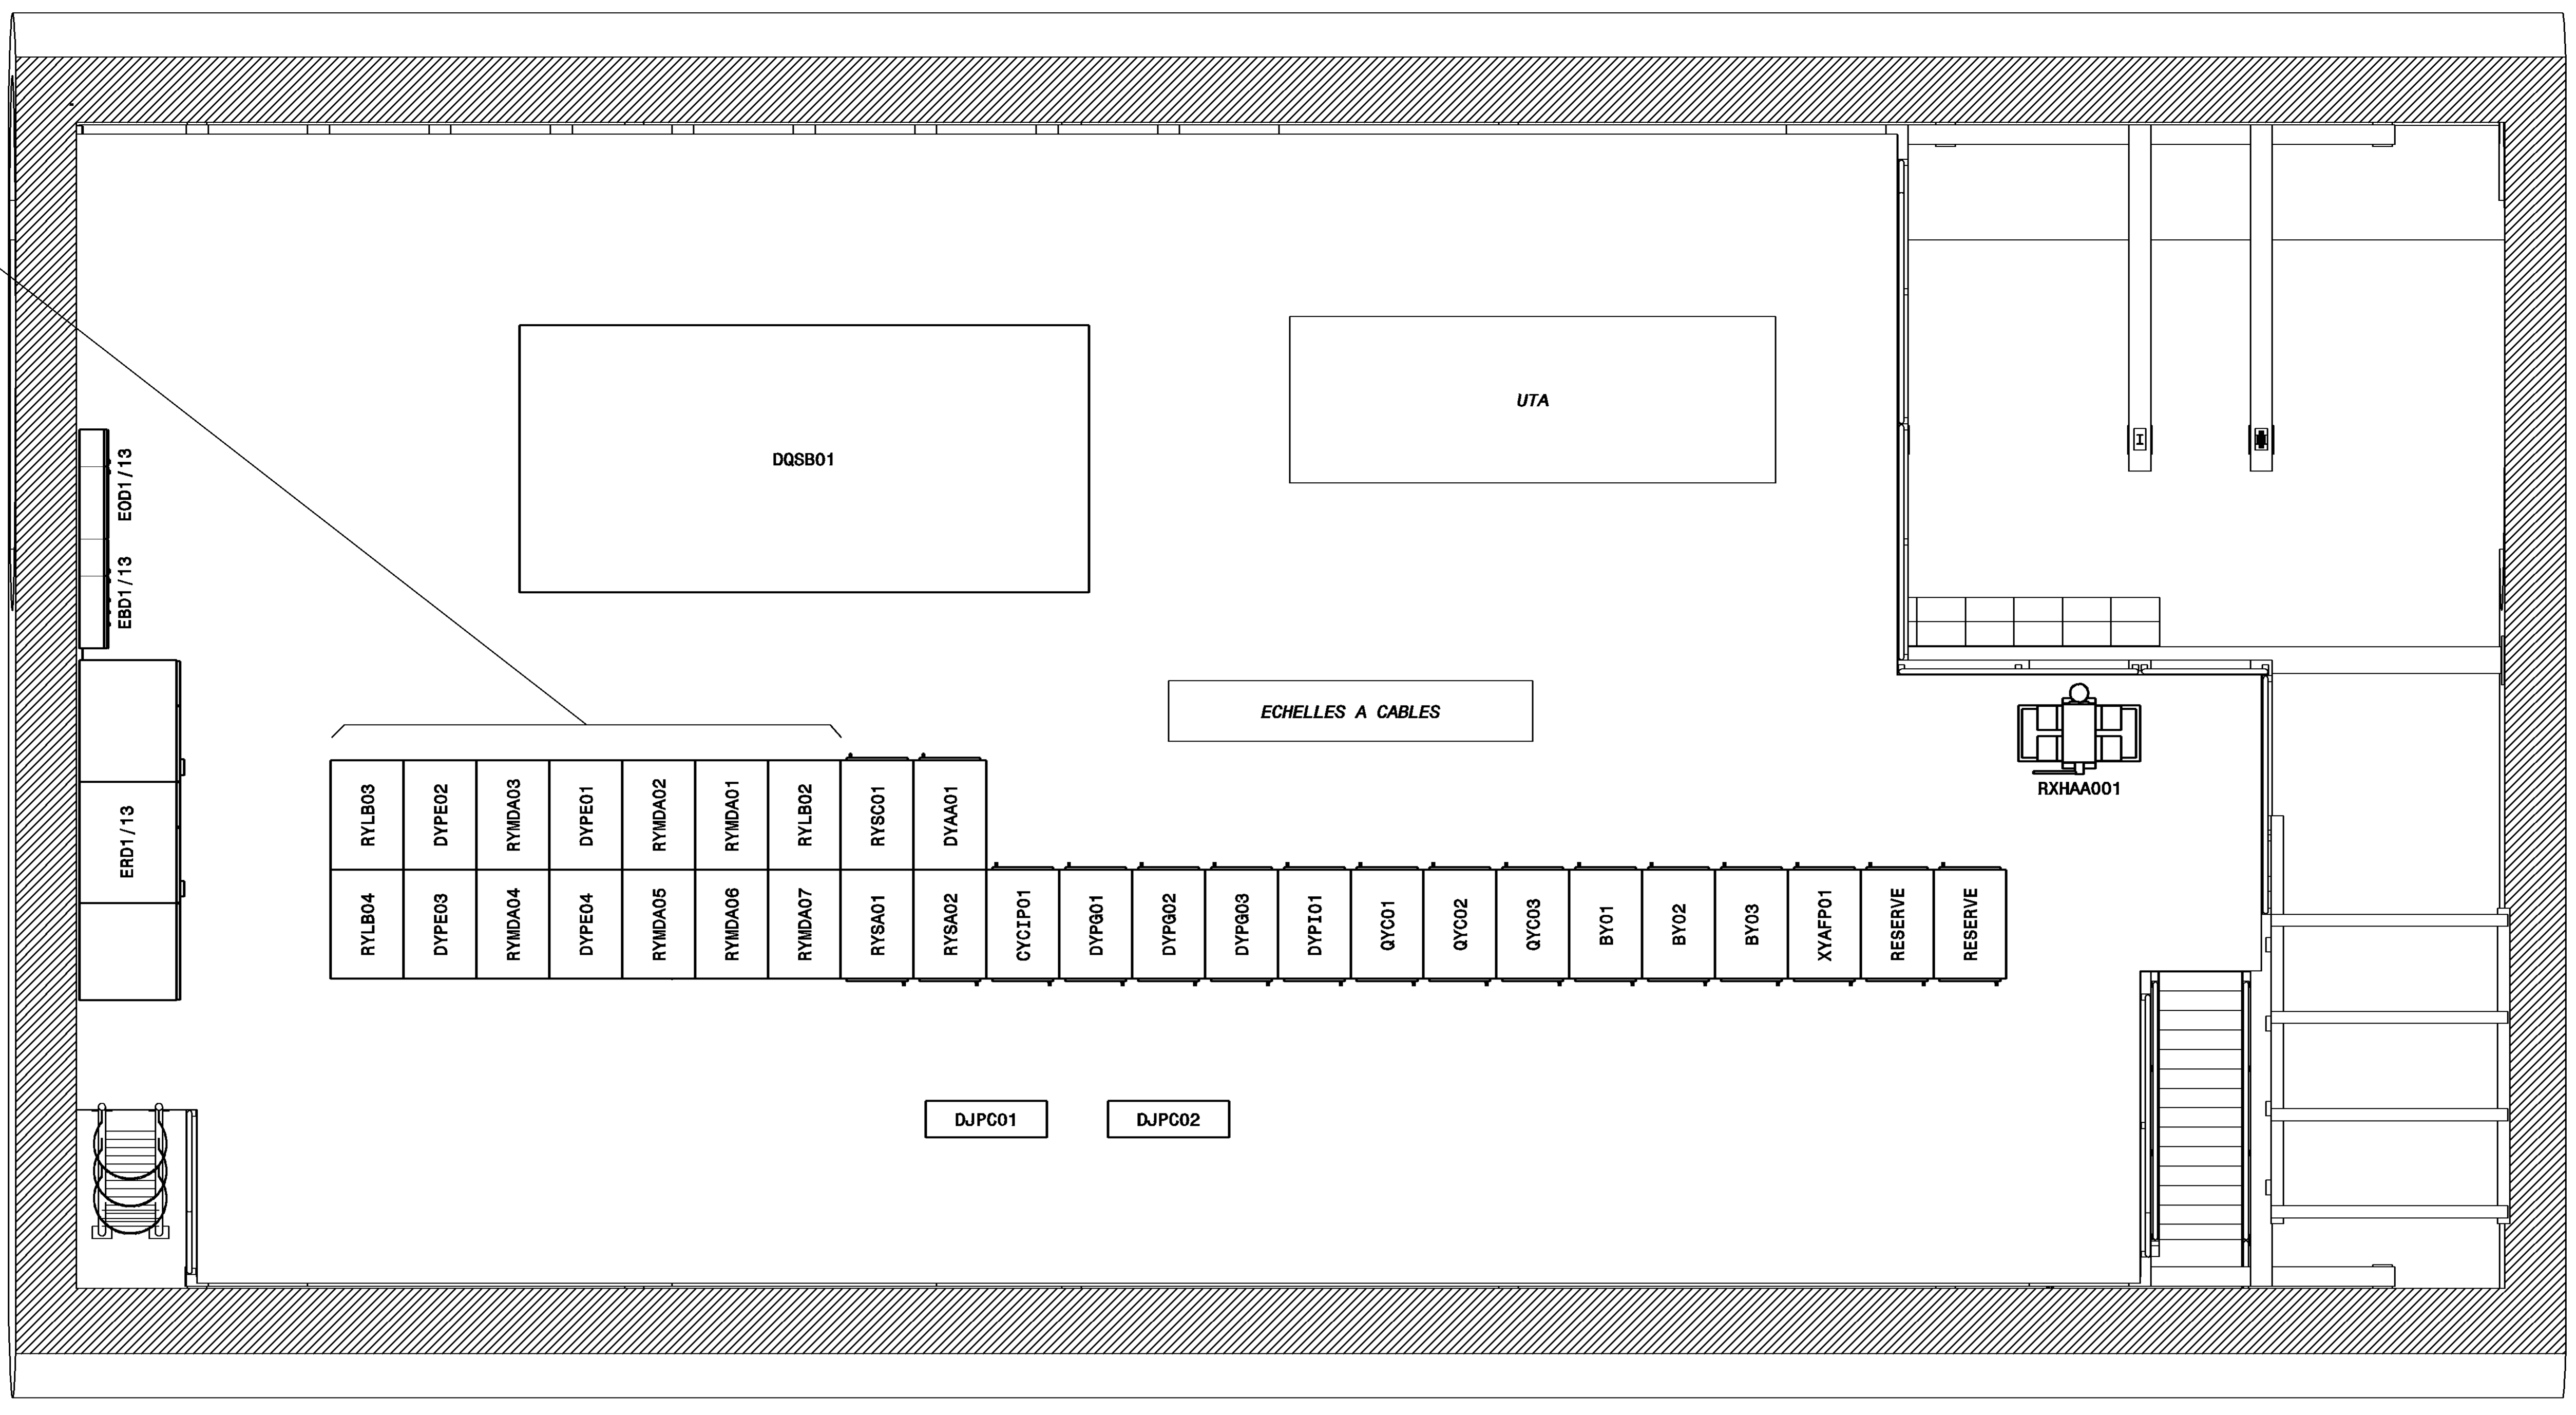 UTA
DQSB01
EOD1/13
EBD1/13
ECHELLES A CABLES
RXHAA001
ERD1/13
RYLB03
DYPE02
RYMDA03
DYPE01
RYMDA02
RYMDA01
RYLB02
RYSC01
DYAA01
RYLB04
DYPE03
RYMDA04
DYPE04
RYMDA05
RYMDA06
RYMDA07
RYSA01
RYSA02
CYCIP01
DYPG01
DYPG02
DYPG03
DYPI01
QYC01
QYC02
QYC03
BY01
BY02
BY03
XYAFP01
RESERVE
RESERVE
DJPC01
DJPC02